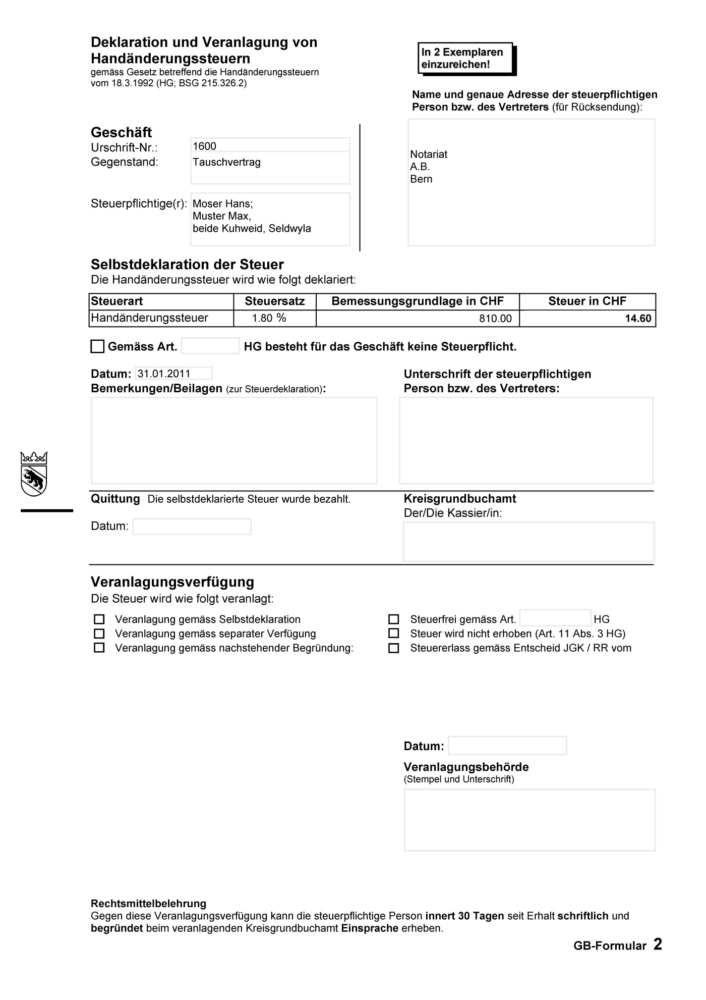 Deklaration und Veranlagung von
Handänderungssteuern
gemäss Gesetz betreffend die Handänderungssteuern
vom 18.3.1992 (HG; BSG 215.326.2)
In 2 Exemplaren
einzureichen!
Name und genaue Adresse der steuerpflichtigen
Person bzw. des Vertreters (für Rücksendung):
Geschäft
Urschrift-Nr.: 1600
Gegenstand: Tauschvertrag
Steuerpflichtige(r): Moser Hans;
Muster Max,
beide Kuhweid, Seldwyla
Notariat
A.B.
Bern
Selbstdeklaration der Steuer
Die Handänderungssteuer wird wie folgt deklariert:
Steuerart Steuersatz Bemessungsgrundlage in CHF Steuer in CHF
Handänderungssteuer 1.80 % 810.00 14.60
Gemäss Art. HG besteht für das Geschäft keine Steuerpflicht.
Datum: 31.01.2011
Bemerkungen/Beilagen (zur Steuerdeklaration):
Unterschrift der steuerpflichtigen
Person bzw. des Vertreters:
Quittung Die selbstdeklarierte Steuer wurde bezahlt.
Datum:
Kreisgrundbuchamt
Der/Die Kassier/in:
Veranlagungsverfügung
Die Steuer wird wie folgt veranlagt:
Veranlagung gemäss Selbstdeklaration
Veranlagung gemäss separater Verfügung
Veranlagung gemäss nachstehender Begründung:
Steuerfrei gemäss Art. HG
Steuer wird nicht erhoben (Art. 11 Abs. 3 HG)
Steuererlass gemäss Entscheid JGK / RR vom
Datum:
Veranlagungsbehörde
(Stempel und Unterschrift)
Rechtsmittelbelehrung
Gegen diese Veranlagungsverfügung kann die steuerpflichtige Person innert 30 Tagen seit Erhalt schriftlich und
begründet beim veranlagenden Kreisgrundbuchamt Einsprache erheben.
GB-Formular 2